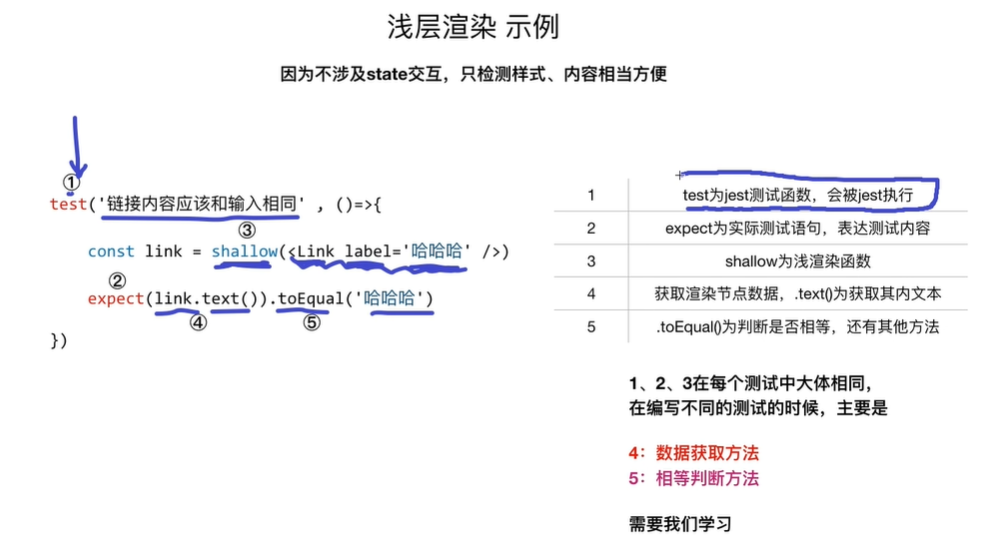 浅层渲染 示例
因为不涉及state交互，只检测样式、内容相当方便
①
test('链接内容应该和输入相同' , ()=>{
③
const link = shallow(<Link label='哈哈哈' />)
②
expect(link.text()).toEqual('哈哈哈')
④ ⑤
})
1 test为jest测试函数，会被jest执行
2 expect为实际测试语句，表达测试内容
3 shallow为浅渲染函数
4 获取渲染节点数据，.text()为获取其内文本
5 .toEqual()为判断是否相等，还有其他方法
1、2、3在每个测试中大体相同，
在编写不同的测试的时候，主要是
4：数据获取方法
5：相等判断方法
需要我们学习